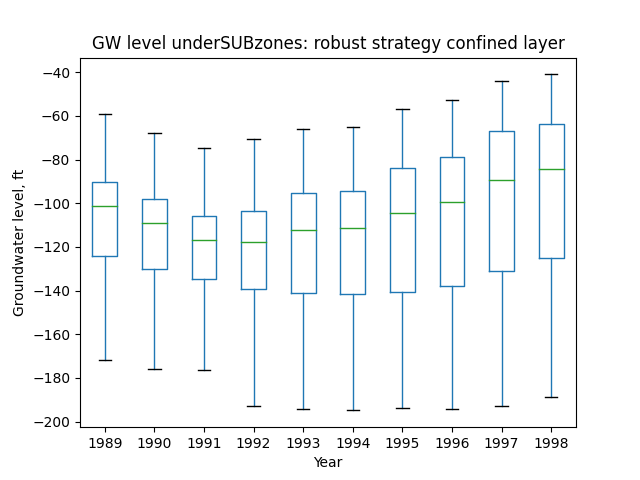 GW level underSUBzones: robust strategy confined layer
−40
−60
−80
−100
−120
−140
−160
−180
−200
Groundwater level, ft
1989 1990 1991 1992 1993 1994 1995 1996 1997 1998
Year